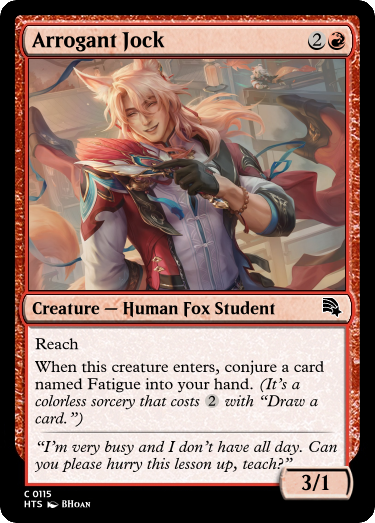 Arrogant Jock 2
Creature — Human Fox Student
Reach
When this creature enters, conjure a card
named Fatigue into your hand. (It's a
colorless sorcery that costs 2 with “Draw a
card.”)
“I'm very busy and I don't have all day. Can
you please hurry this lesson up, teach?”
3/1
C 0115
HTS BHOAN